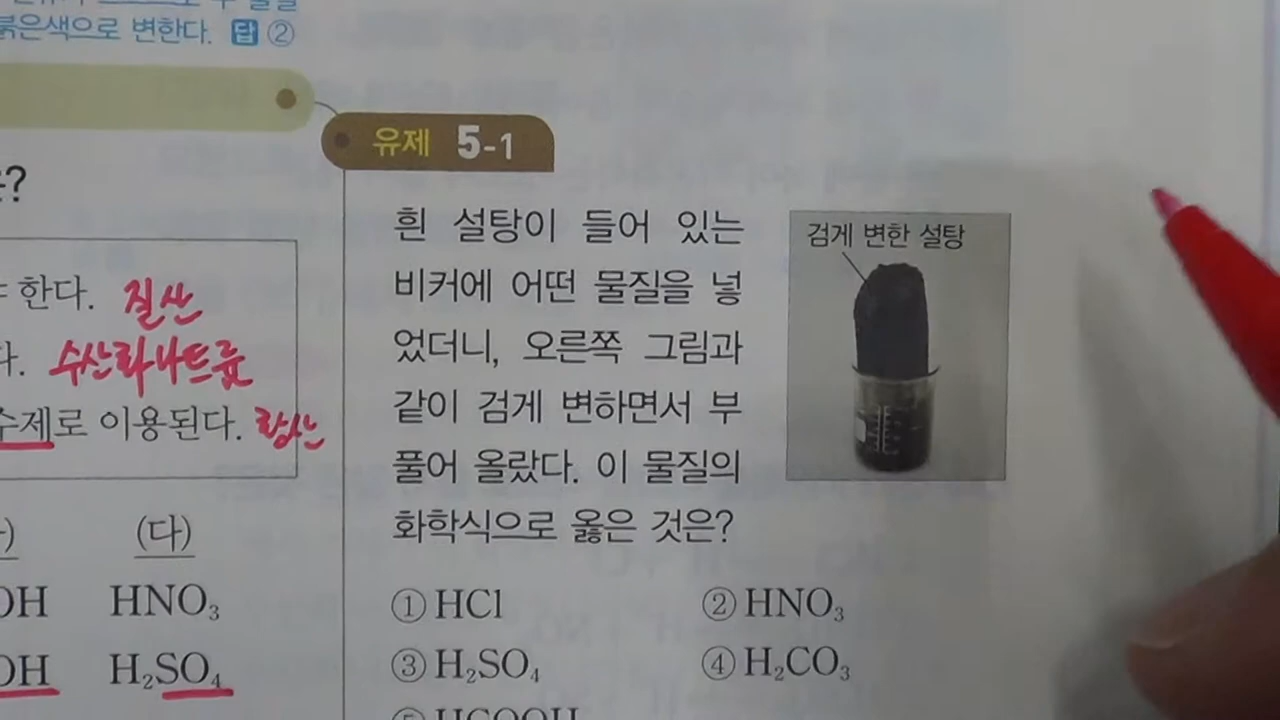 붉은색으로 변한다. 답 ②
유제 5-1
?
한다. 질산
다. 수산화나트륨
수제로 이용된다. 황산
(다)
OH HNO₃
OH H₂SO₄
흰 설탕이 들어 있는
비커에 어떤 물질을 넣
었더니, 오른쪽 그림과
같이 검게 변하면서 부
풀어 올랐다. 이 물질의
화학식으로 옳은 것은?
검게 변한 설탕
① HCl ② HNO₃
③ H₂SO₄ ④ H₂CO₃
⑤ HCOOH